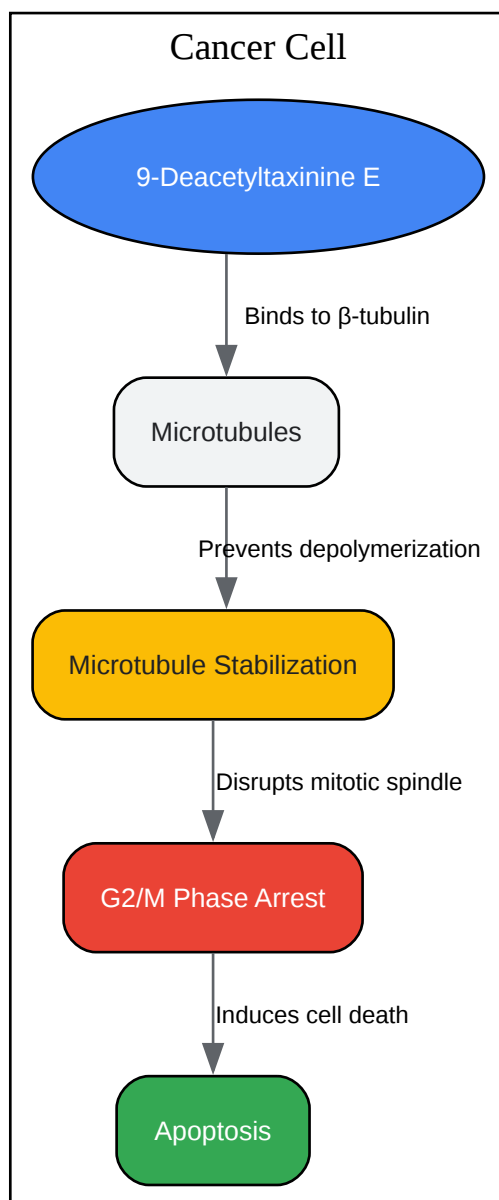 Cancer Cell
9-Deacetyltaxinine E
Binds to β-tubulin
Microtubules
Prevents depolymerization
Microtubule Stabilization
Disrupts mitotic spindle
G2/M Phase Arrest
Induces cell death
Apoptosis